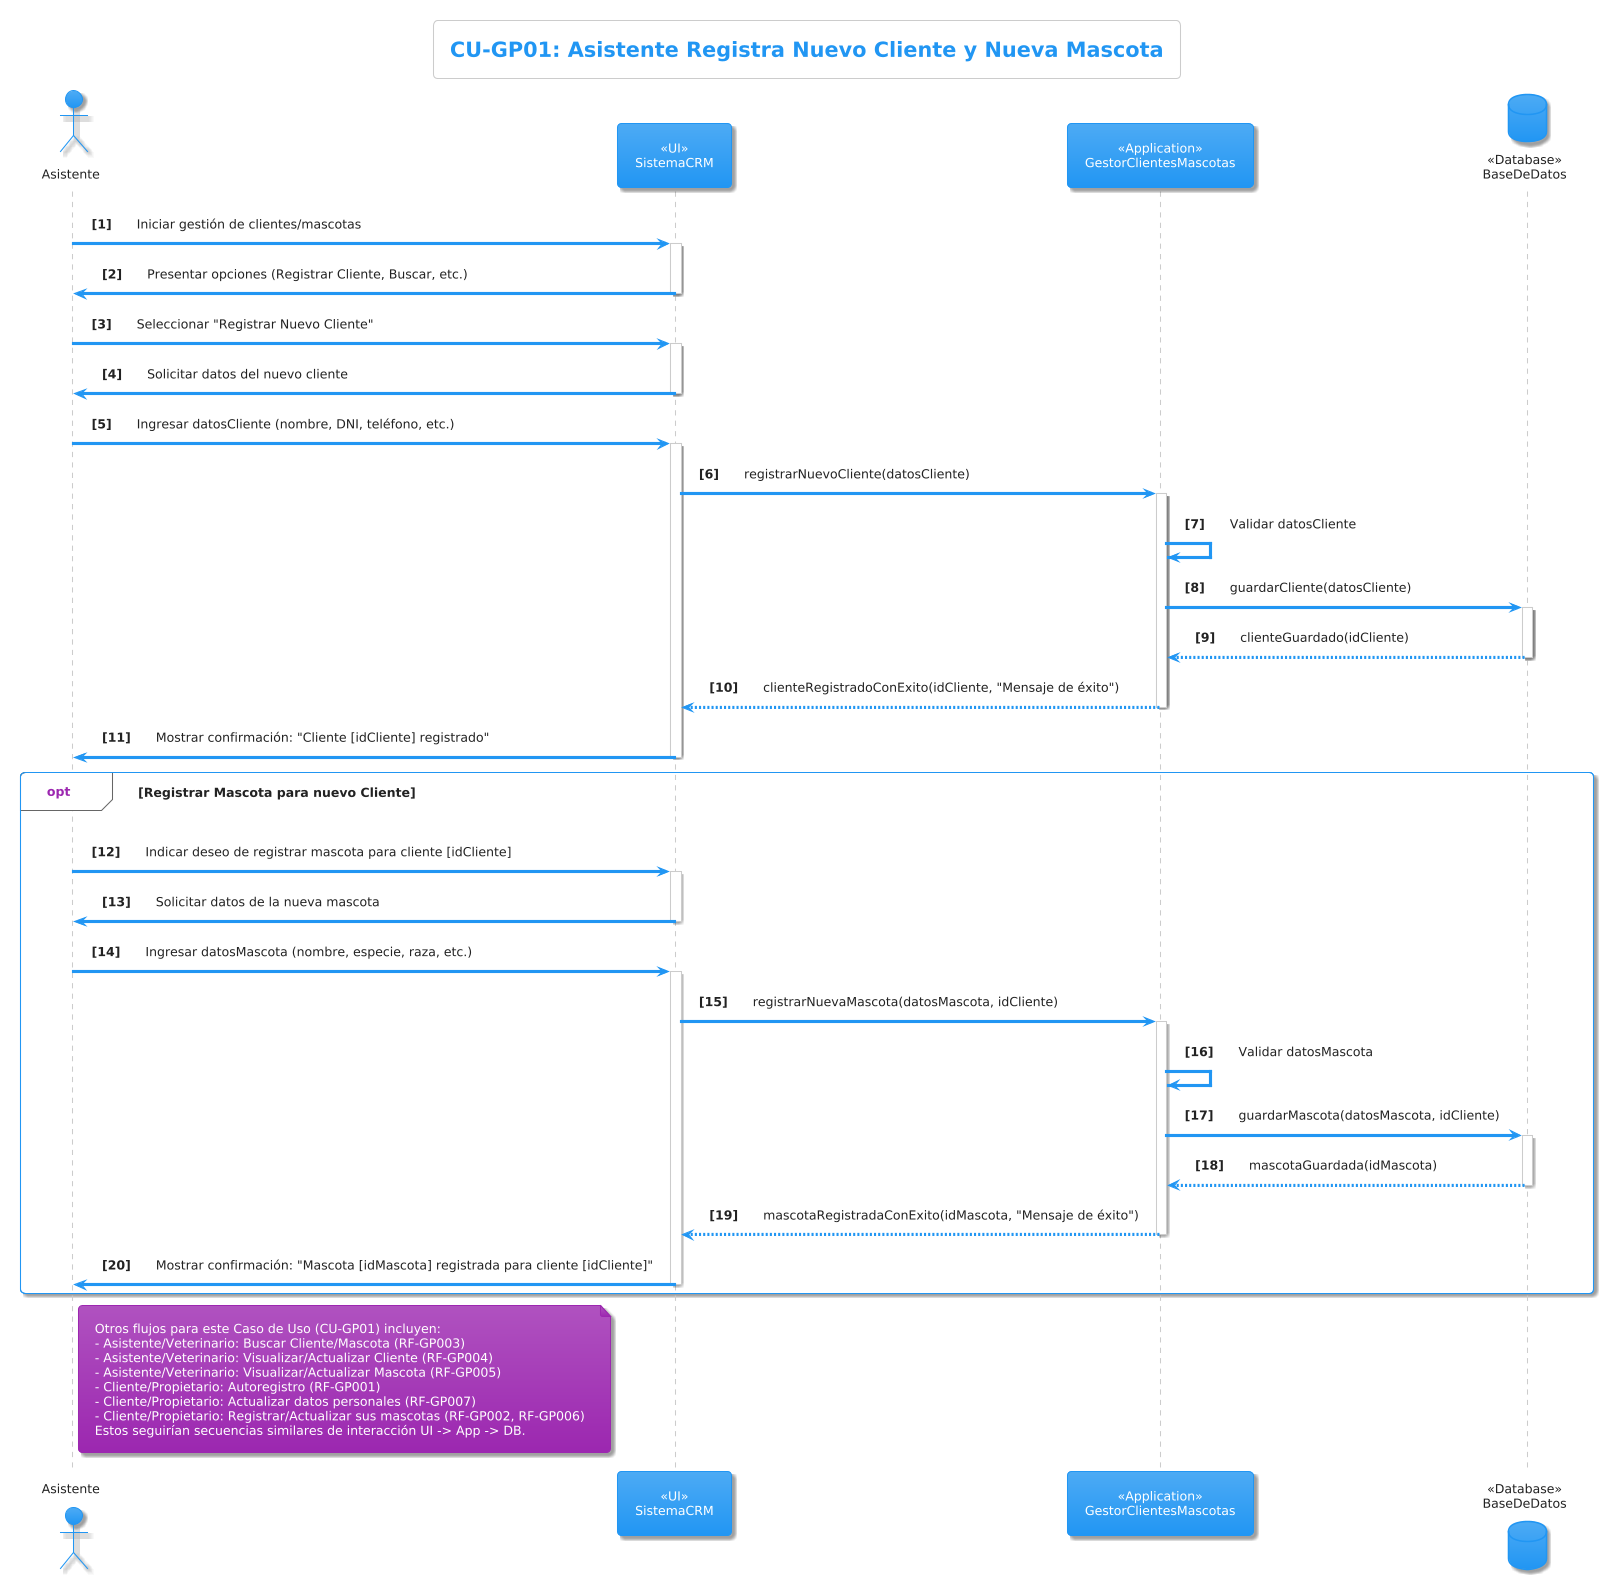 CU-GP01: Asistente Registra Nuevo Cliente y Nueva Mascota
Asistente
«UI»
SistemaCRM
«Application»
GestorClientesMascotas
«Database»
BaseDeDatos
[1] Iniciar gestión de clientes/mascotas
[2] Presentar opciones (Registrar Cliente, Buscar, etc.)
[3] Seleccionar "Registrar Nuevo Cliente"
[4] Solicitar datos del nuevo cliente
[5] Ingresar datosCliente (nombre, DNI, teléfono, etc.)
[6] registrarNuevoCliente(datosCliente)
[7] Validar datosCliente
[8] guardarCliente(datosCliente)
[9] clienteGuardado(idCliente)
[10] clienteRegistradoConExito(idCliente, "Mensaje de éxito")
[11] Mostrar confirmación: "Cliente [idCliente] registrado"
opt [Registrar Mascota para nuevo Cliente]
[12] Indicar deseo de registrar mascota para cliente [idCliente]
[13] Solicitar datos de la nueva mascota
[14] Ingresar datosMascota (nombre, especie, raza, etc.)
[15] registrarNuevaMascota(datosMascota, idCliente)
[16] Validar datosMascota
[17] guardarMascota(datosMascota, idCliente)
[18] mascotaGuardada(idMascota)
[19] mascotaRegistradaConExito(idMascota, "Mensaje de éxito")
[20] Mostrar confirmación: "Mascota [idMascota] registrada para cliente [idCliente]"
Otros flujos para este Caso de Uso (CU-GP01) incluyen:
- Asistente/Veterinario: Buscar Cliente/Mascota (RF-GP003)
- Asistente/Veterinario: Visualizar/Actualizar Cliente (RF-GP004)
- Asistente/Veterinario: Visualizar/Actualizar Mascota (RF-GP005)
- Cliente/Propietario: Autoregistro (RF-GP001)
- Cliente/Propietario: Actualizar datos personales (RF-GP007)
- Cliente/Propietario: Registrar/Actualizar sus mascotas (RF-GP002, RF-GP006)
Estos seguirían secuencias similares de interacción UI -> App -> DB.
Asistente
«UI»
SistemaCRM
«Application»
GestorClientesMascotas
«Database»
BaseDeDatos